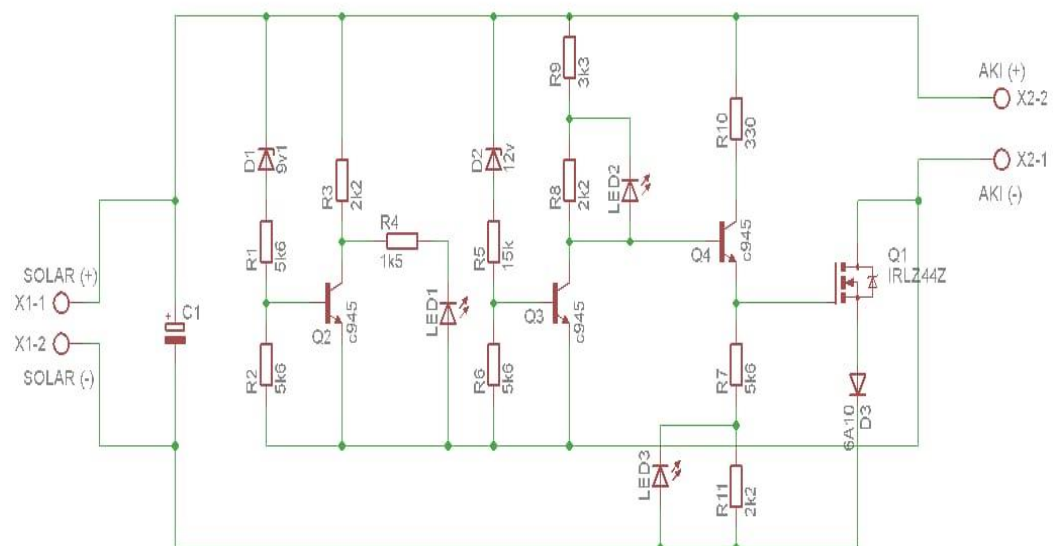 SOLAR (+)
X1-1
X1-2
SOLAR (-)
+
C1
D1
9v1
R1
5k6
R2
5k6
R3
2k2
R4
1k5
Q2
c945
LED1
D2
12v
R5
15k
R6
5k6
R9
3k3
R8
2k2
LED2
Q3
c945
R10
330
Q4
c945
R7
5k6
R11
2k2
LED3
Q1
IRLZ44Z
6A10
D3
AKI (+)
X2-2
X2-1
AKI (-)